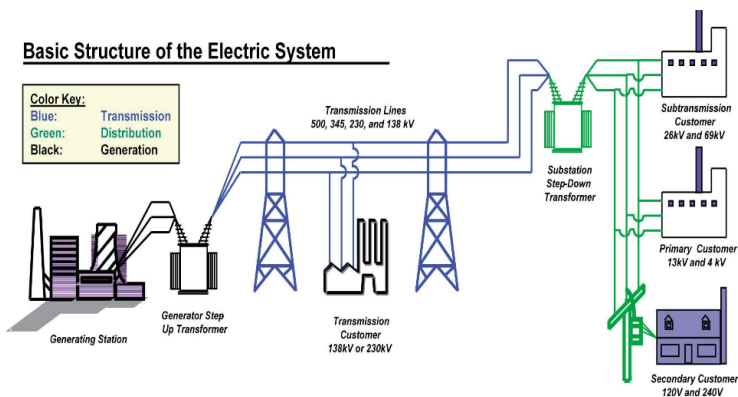 Basic Structure of the Electric System
Color Key:
Blue: Transmission
Green: Distribution
Black: Generation
Transmission Lines
500, 345, 230, and 138 kV
Substation
Step-Down
Transformer
Subtransmission
Customer
26kV and 69kV
Primary Customer
13kV and 4 kV
Secondary Customer
120V and 240V
Generating Station
Generator Step
Up Transformer
Transmission
Customer
138kV or 230kV